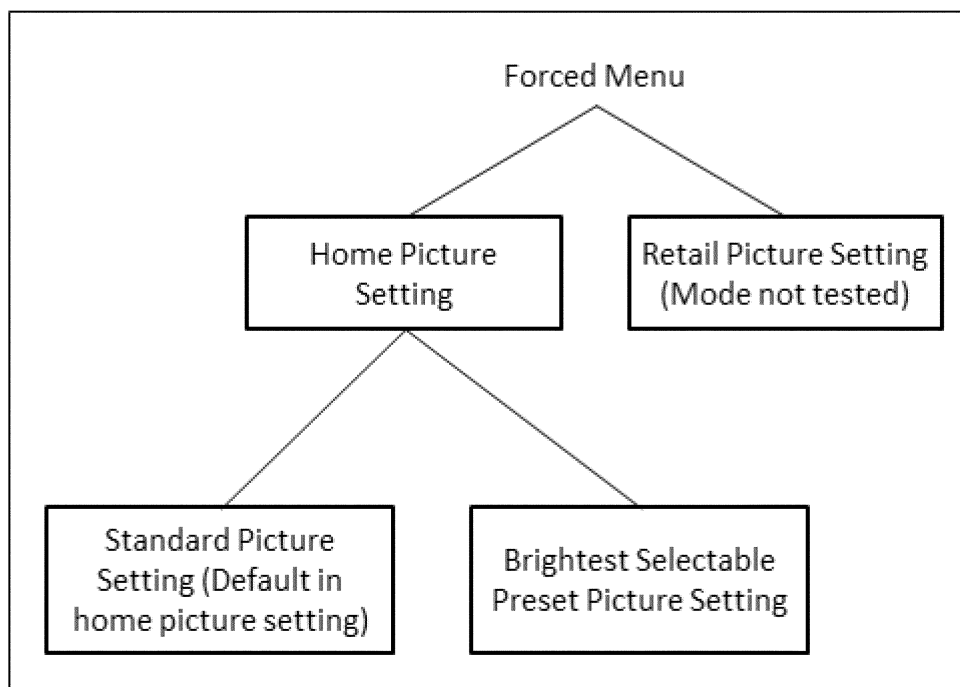 Forced Menu
Home Picture
Setting
Retail Picture Setting
(Mode not tested)
Standard Picture
Setting (Default in
home picture setting)
Brightest Selectable
Preset Picture Setting